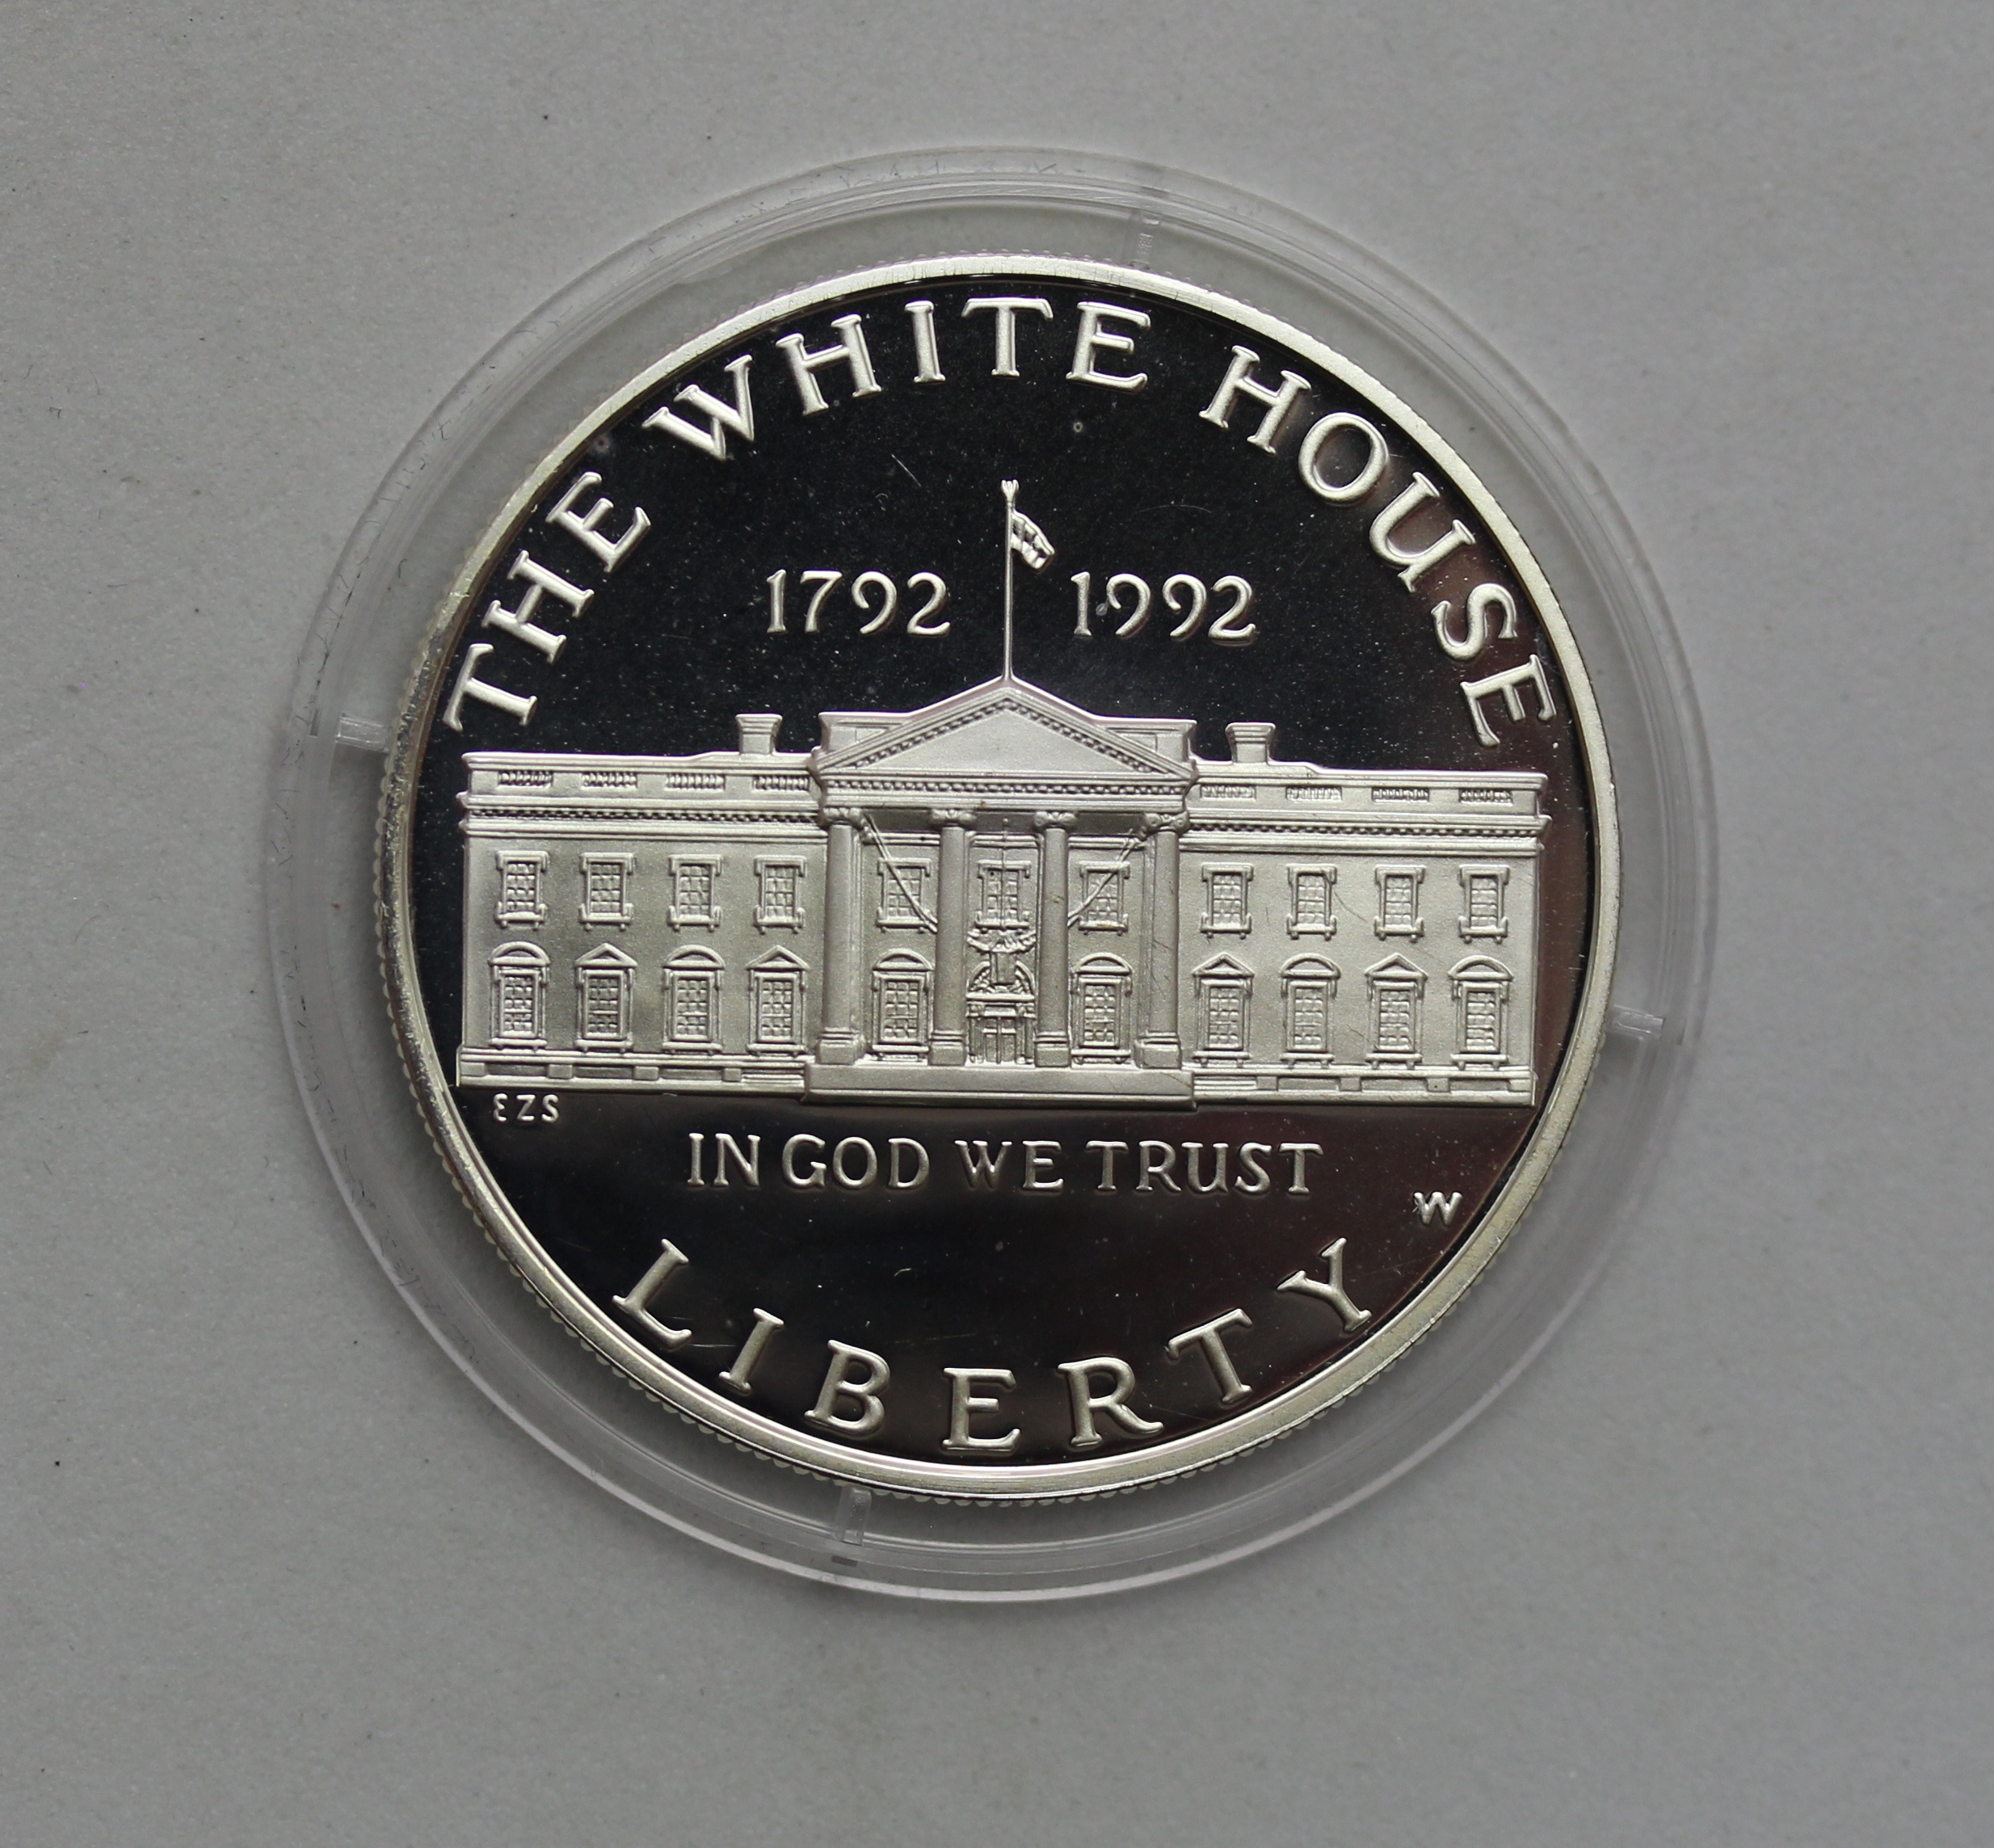 THE WHITE HOUSE
1792 1992
EZS
IN GOD WE TRUST
W
LIBERTY